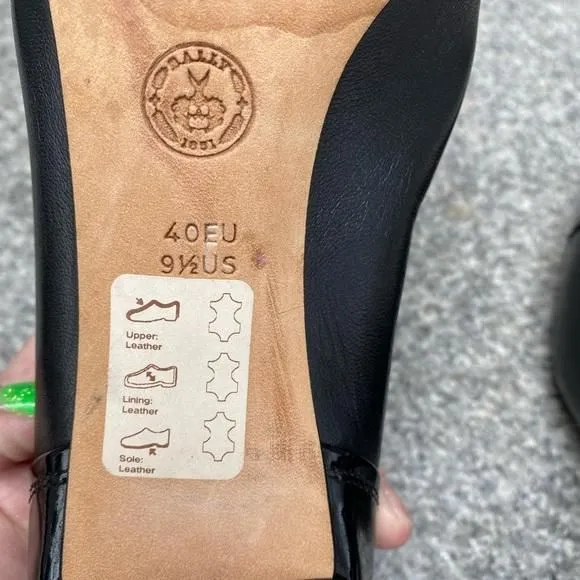 BALLY
1851
40EU
9½US
Upper:
Leather
Lining:
Leather
Sole:
Leather